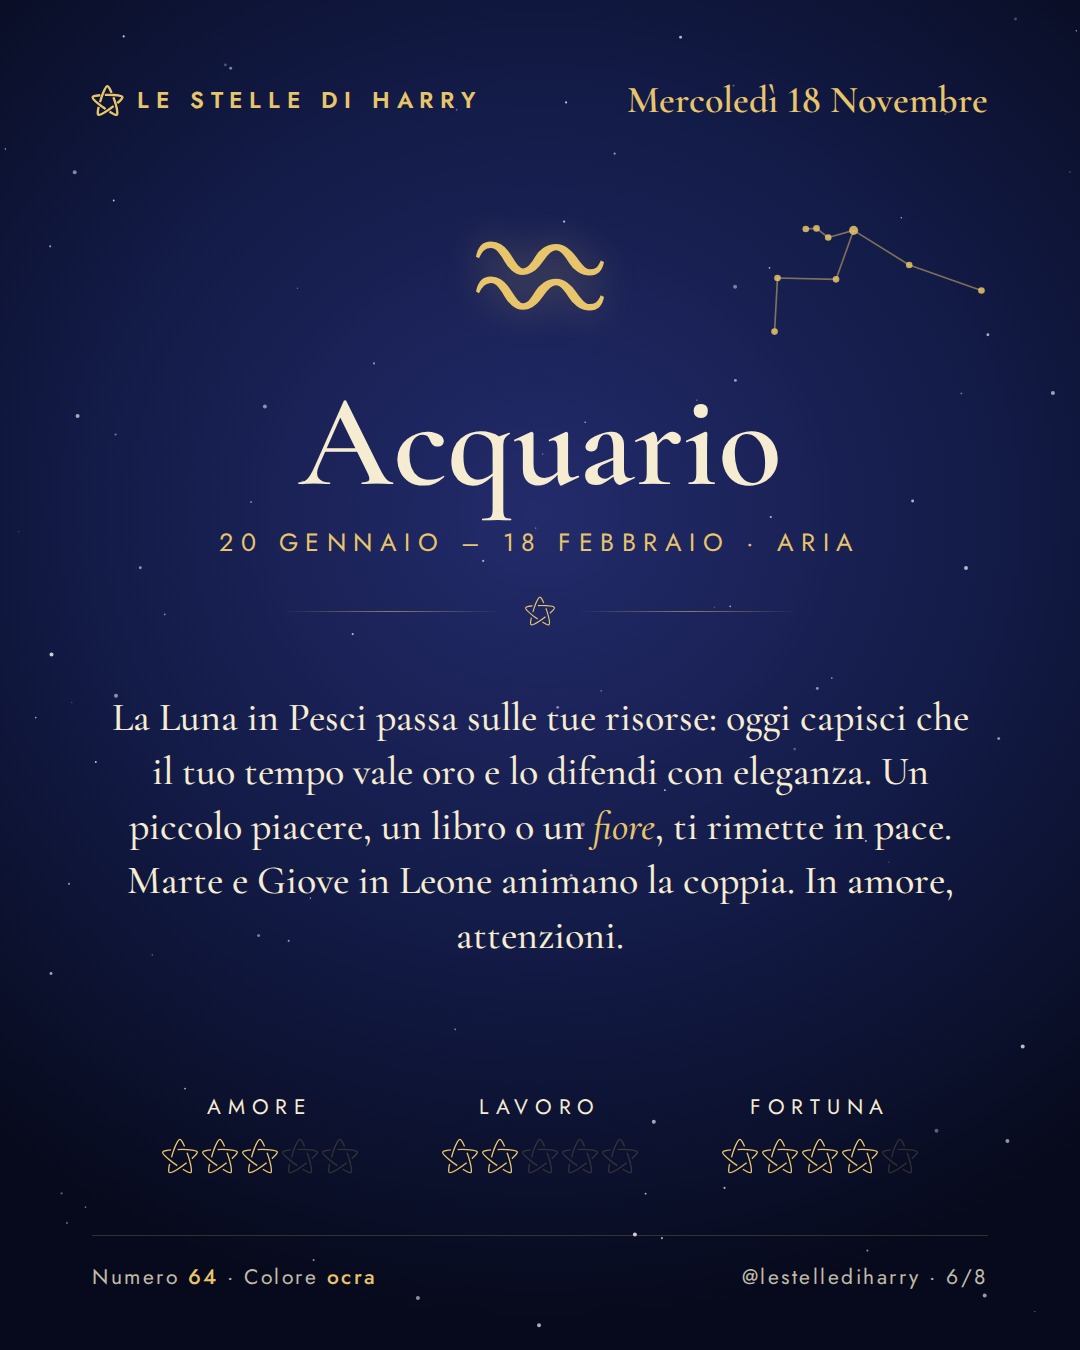 LE STELLE DI HARRY
Mercoledì 18 Novembre
Acquario
20 GENNAIO – 18 FEBBRAIO · ARIA
La Luna in Pesci passa sulle tue risorse: oggi capisci che
il tuo tempo vale oro e lo difendi con eleganza. Un
piccolo piacere, un libro o un fiore, ti rimette in pace.
Marte e Giove in Leone animano la coppia. In amore,
attenzioni.
AMORE
LAVORO
FORTUNA
Numero 64 · Colore ocra
@lestellediharry · 6/8